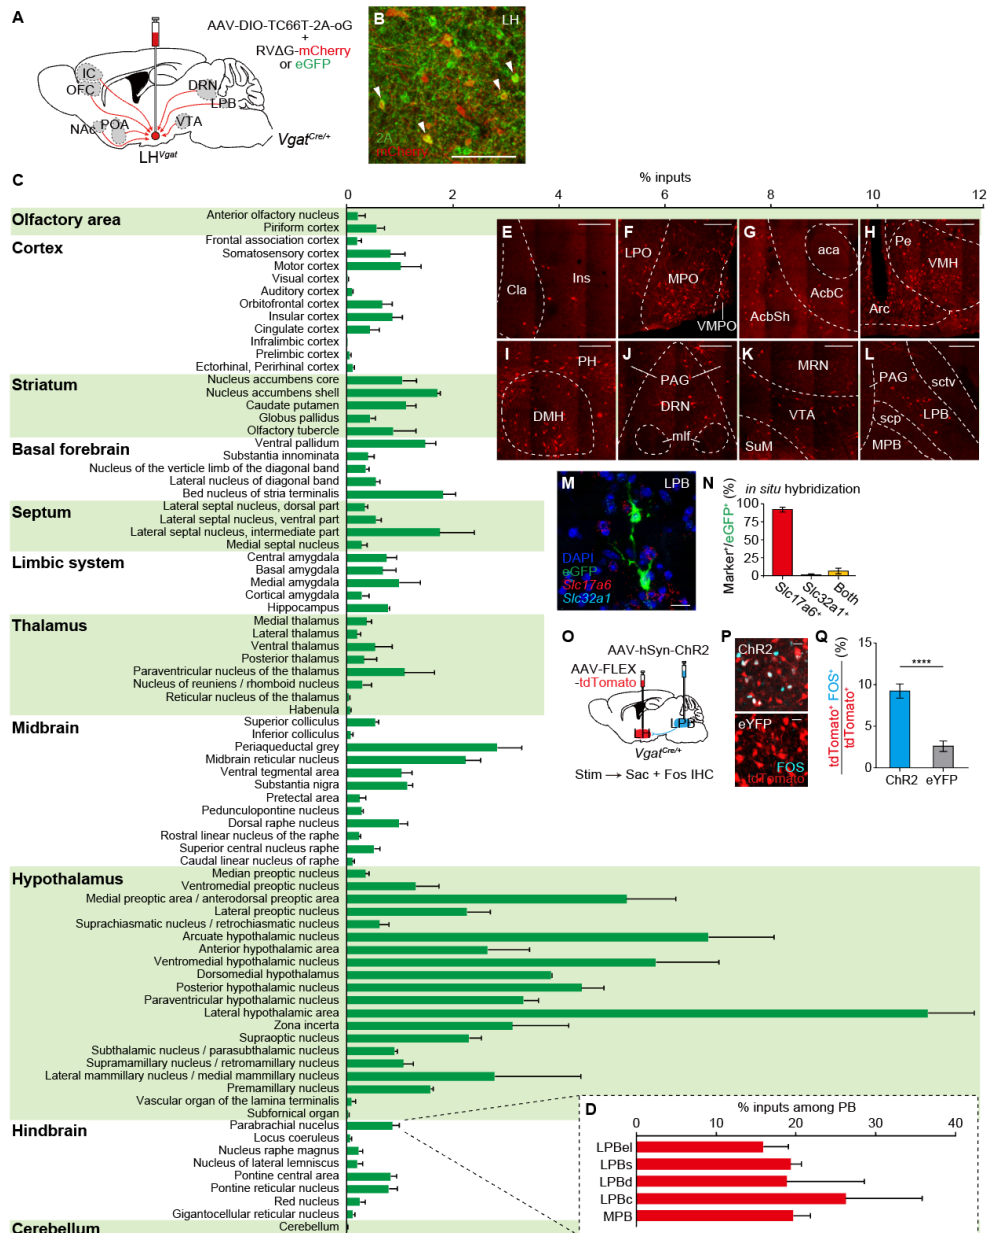 A
AAV-DIO-TC66T-2A-oG
+
RVΔG-mCherry
or eGFP
IC
OFC
NAc
POA
DRN
LPB
VTA
LH^Vgat
Vgat^Cre/+
B
LH
2A
mCherry
C
% inputs
0 2 4 6 8 10 12
Olfactory area
Anterior olfactory nucleus
Piriform cortex
Cortex
Frontal association cortex
Somatosensory cortex
Motor cortex
Visual cortex
Auditory cortex
Orbitofrontal cortex
Insular cortex
Cingulate cortex
Infralimbic cortex
Prelimbic cortex
Ectorhinal, Perirhinal cortex
Striatum
Nucleus accumbens core
Nucleus accumbens shell
Caudate putamen
Globus pallidus
Olfactory tubercle
Basal forebrain
Ventral pallidum
Substantia innominata
Nucleus of the verticle limb of the diagonal band
Lateral nucleus of diagonal band
Bed nucleus of stria terminalis
Septum
Lateral septal nucleus, dorsal part
Lateral septal nucleus, ventral part
Lateral septal nucleus, intermediate part
Medial septal nucleus
Limbic system
Central amygdala
Basal amygdala
Medial amygdala
Cortical amygdala
Hippocampus
Thalamus
Medial thalamus
Lateral thalamus
Ventral thalamus
Posterior thalamus
Paraventricular nucleus of the thalamus
Nucleus of reuniens / rhomboid nucleus
Reticular nucleus of the thalamus
Habenula
Midbrain
Superior colliculus
Inferior colliculus
Periaqueductal grey
Midbrain reticular nucleus
Ventral tegmental area
Substantia nigra
Pretectal area
Pedunculopontine nucleus
Dorsal raphe nucleus
Rostral linear nucleus of the raphe
Superior central nucleus raphe
Caudal linear nucleus of raphe
Hypothalamus
Median preoptic nucleus
Ventromedial preoptic nucleus
Medial preoptic area / anterodorsal preoptic area
Lateral preoptic nucleus
Suprachiasmatic nucleus / retrochiasmatic nucleus
Arcuate hypothalamic nucleus
Anterior hypothalamic area
Ventromedial hypothalamic nucleus
Dorsomedial hypothalamus
Posterior hypothalamic nucleus
Paraventricular hypothalamic nucleus
Lateral hypothalamic area
Zona incerta
Supraoptic nucleus
Subthalamic nucleus / parasubthalamic nucleus
Supramamillary nucleus / retromamillary nucleus
Lateral mammillary nucleus / medial mammillary nucleus
Premamillary nucleus
Vascular organ of the lamina terminalis
Subfornical organ
Hindbrain
Parabrachial nucelus
Locus coeruleus
Nucleus raphe magnus
Nucleus of lateral lemniscus
Pontine central area
Pontine reticular nucleus
Red nucleus
Gigantocellular reticular nucleus
Cerebellum
Cerebellum
E
Cla
Ins
F
LPO
MPO
VMPO
G
aca
AcbC
AcbSh
H
Pe
VMH
Arc
I
PH
DMH
J
PAG
DRN
mlf
K
MRN
VTA
SuM
L
PAG
sctv
scp
LPB
MPB
M
LPB
DAPI
eGFP
Slc17a6
Slc32a1
N
in situ hybridization
Marker⁺/eGFP⁺ (%)
100
75
50
25
0
Slc17a6⁺
Slc32a1⁺
Both
O
AAV-hSyn-ChR2
AAV-FLEX
-tdTomato
LH
LPB
Vgat^Cre/+
Stim → Sac + Fos IHC
P
ChR2
eYFP
FOS
tdTomato
Q
tdTomato⁺ FOS⁺
tdTomato⁺
(%)
15
10
5
0
****
ChR2 eYFP
D
% inputs among PB
0 10 20 30 40
LPBel
LPBs
LPBd
LPBc
MPB